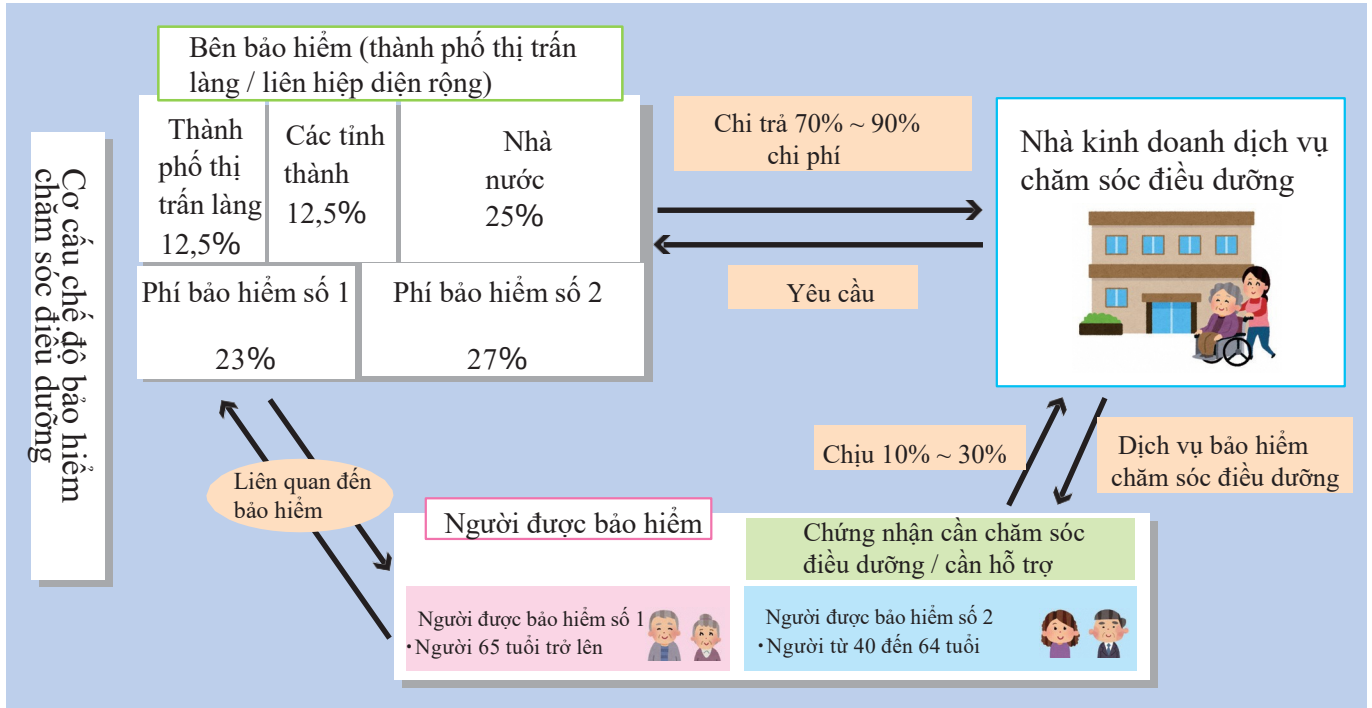 Cơ cấu chế độ bảo hiểm
chăm sóc điều dưỡng
Bên bảo hiểm (thành phố thị trấn
làng / liên hiệp diện rộng)
Thành
phố thị
trấn làng
12,5%
Các tỉnh
thành
12,5%
Nhà
nước
25%
Phí bảo hiểm số 1
23%
Phí bảo hiểm số 2
27%
Chi trả 70% ~ 90%
chi phí
Yêu cầu
Nhà kinh doanh dịch vụ
chăm sóc điều dưỡng
Liên quan đến
bảo hiểm
Chịu 10% ~ 30%
Dịch vụ bảo hiểm
chăm sóc điều dưỡng
Người được bảo hiểm
Chứng nhận cần chăm sóc
điều dưỡng / cần hỗ trợ
Người được bảo hiểm số 1
・Người 65 tuổi trở lên
Người được bảo hiểm số 2
・Người từ 40 đến 64 tuổi